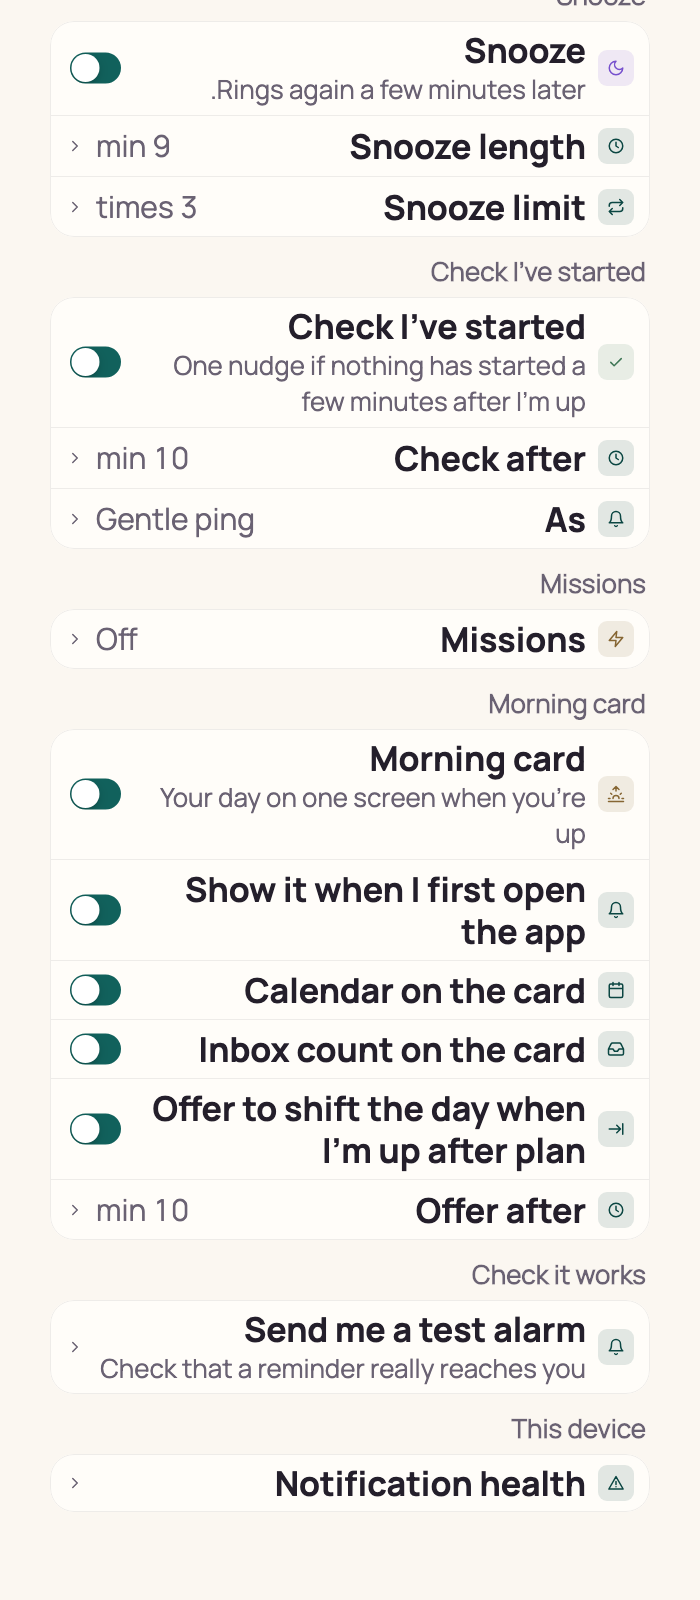 Snooze
Snooze
.Rings again a few minutes later
Snooze length
min 9
Snooze limit
times 3
Check I've started
Check I've started
One nudge if nothing has started a
few minutes after I'm up
Check after
min 10
As
Gentle ping
Missions
Missions
Off
Morning card
Morning card
Your day on one screen when you're
up
Show it when I first open
the app
Calendar on the card
Inbox count on the card
Offer to shift the day when
I'm up after plan
Offer after
min 10
Check it works
Send me a test alarm
Check that a reminder really reaches you
This device
Notification health